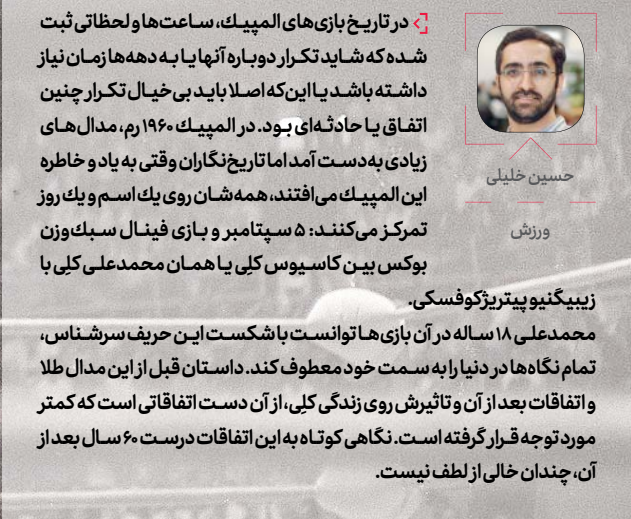 در تاریخ بازی‌های المپیک، ساعت‌ها و لحظاتی ثبت
شده که شاید تکرار دوباره آنها یا به دهه‌ها زمان نیاز
داشته باشد یا این‌که اصلا باید بی‌خیال تکرار چنین
اتفاق یا حادثه‌ای بود. در المپیک ۱۹۶۰ رم، مدال‌های
زیادی به‌دست آمد اما تاریخ‌نگاران وقتی به یاد و خاطره
این المپیک می‌افتند، همه‌شان روی یک اسم و یک روز
تمرکز می‌کنند: ۵ سپتامبر و بازی فینال سبک‌وزن
بوکس بین کاسیوس کلِی یا همان محمدعلی کلِی با
زیبیگنیو پیتریژکوفسکی.
محمدعلی ۱۸ ساله در آن بازی‌ها توانست با شکست این حریف سرشناس،
تمام نگاه‌ها در دنیا را به سمت خود معطوف کند. داستان قبل از این مدال طلا
و اتفاقات بعد از آن و تاثیرش روی زندگی کلِی، از آن دست اتفاقاتی است که کمتر
مورد توجه قرار گرفته است. نگاهی کوتاه به این اتفاقات درست ۶۰ سال بعد از
آن، چندان خالی از لطف نیست.
حسین خلیلی
ورزش